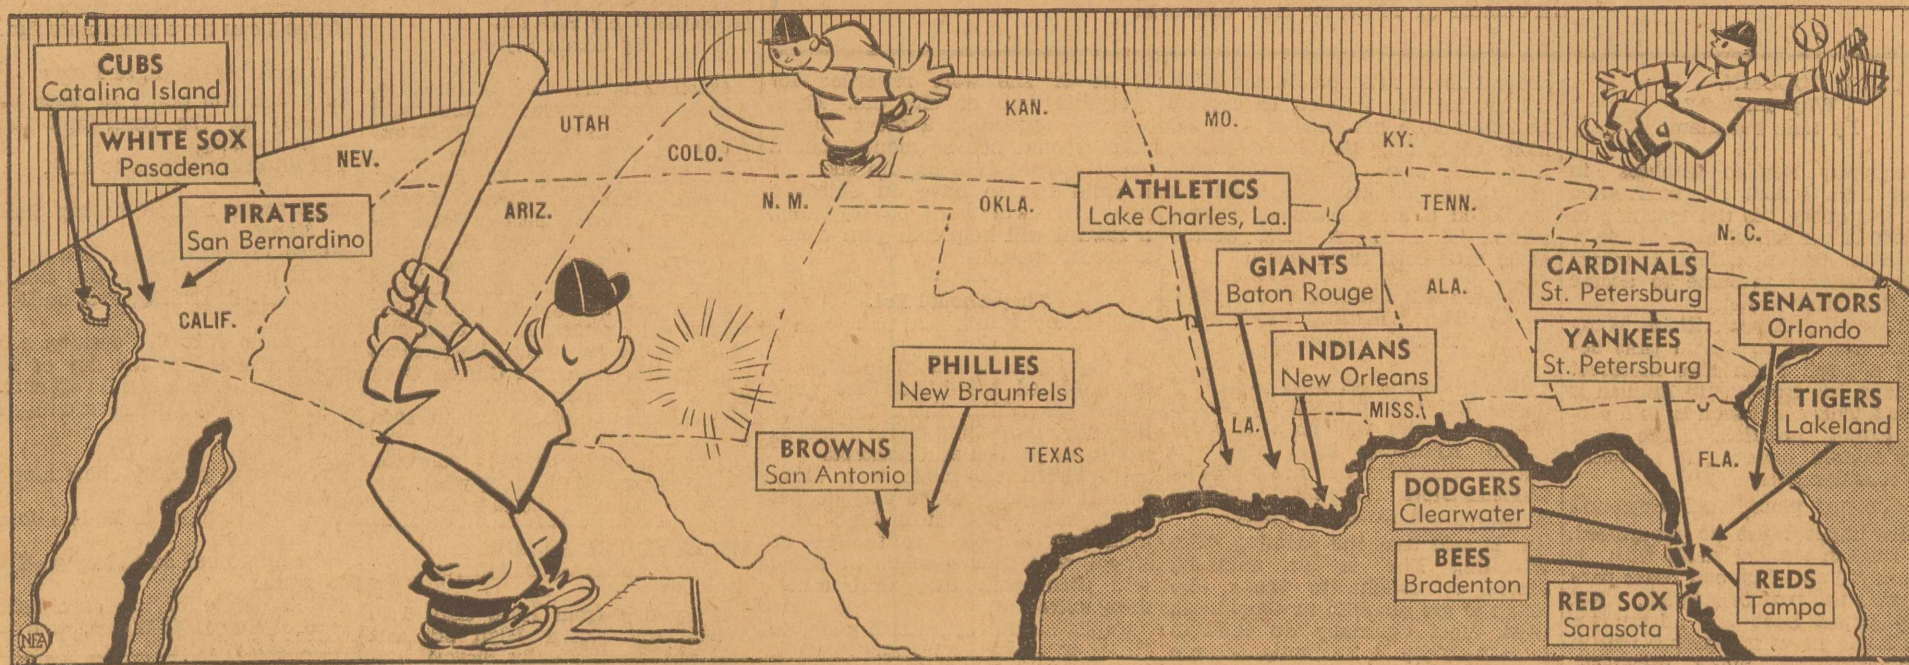 CUBS
Catalina Island
WHITE SOX
Pasadena
PIRATES
San Bernardino
NEV.
UTAH
COLO.
KAN.
MO.
KY.
ARIZ.
N. M.
OKLA.
TENN.
N. C.
CALIF.
ATHLETICS
Lake Charles, La.
GIANTS
Baton Rouge
INDIANS
New Orleans
ALA.
CARDINALS
St. Petersburg
YANKEES
St. Petersburg
SENATORS
Orlando
TIGERS
Lakeland
PHILLIES
New Braunfels
BROWNS
San Antonio
TEXAS
LA.
MISS.
FLA.
DODGERS
Clearwater
BEES
Bradenton
RED SOX
Sarasota
REDS
Tampa
NEA